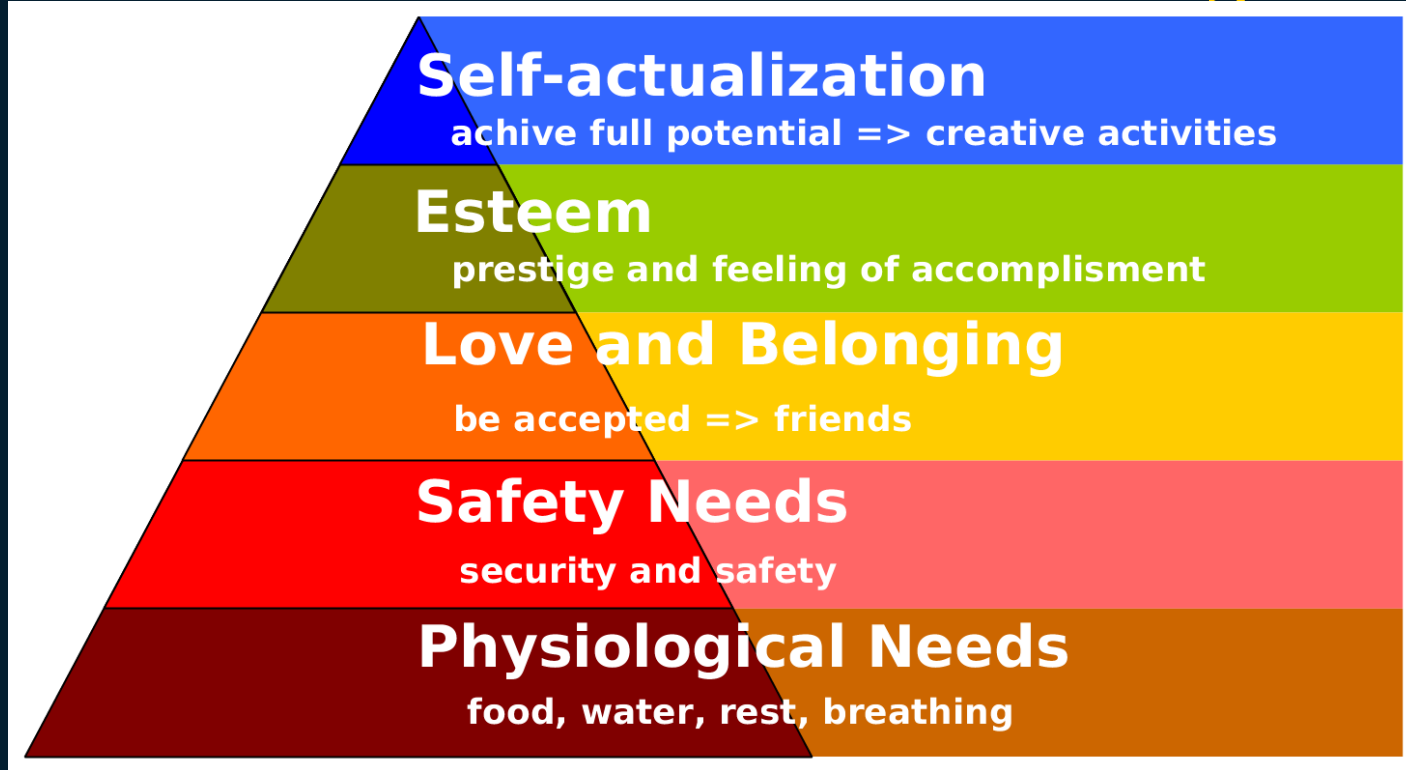 Self-actualization
achive full potential => creative activities
Esteem
prestige and feeling of accomplisment
Love and Belonging
be accepted => friends
Safety Needs
security and safety
Physiological Needs
food, water, rest, breathing